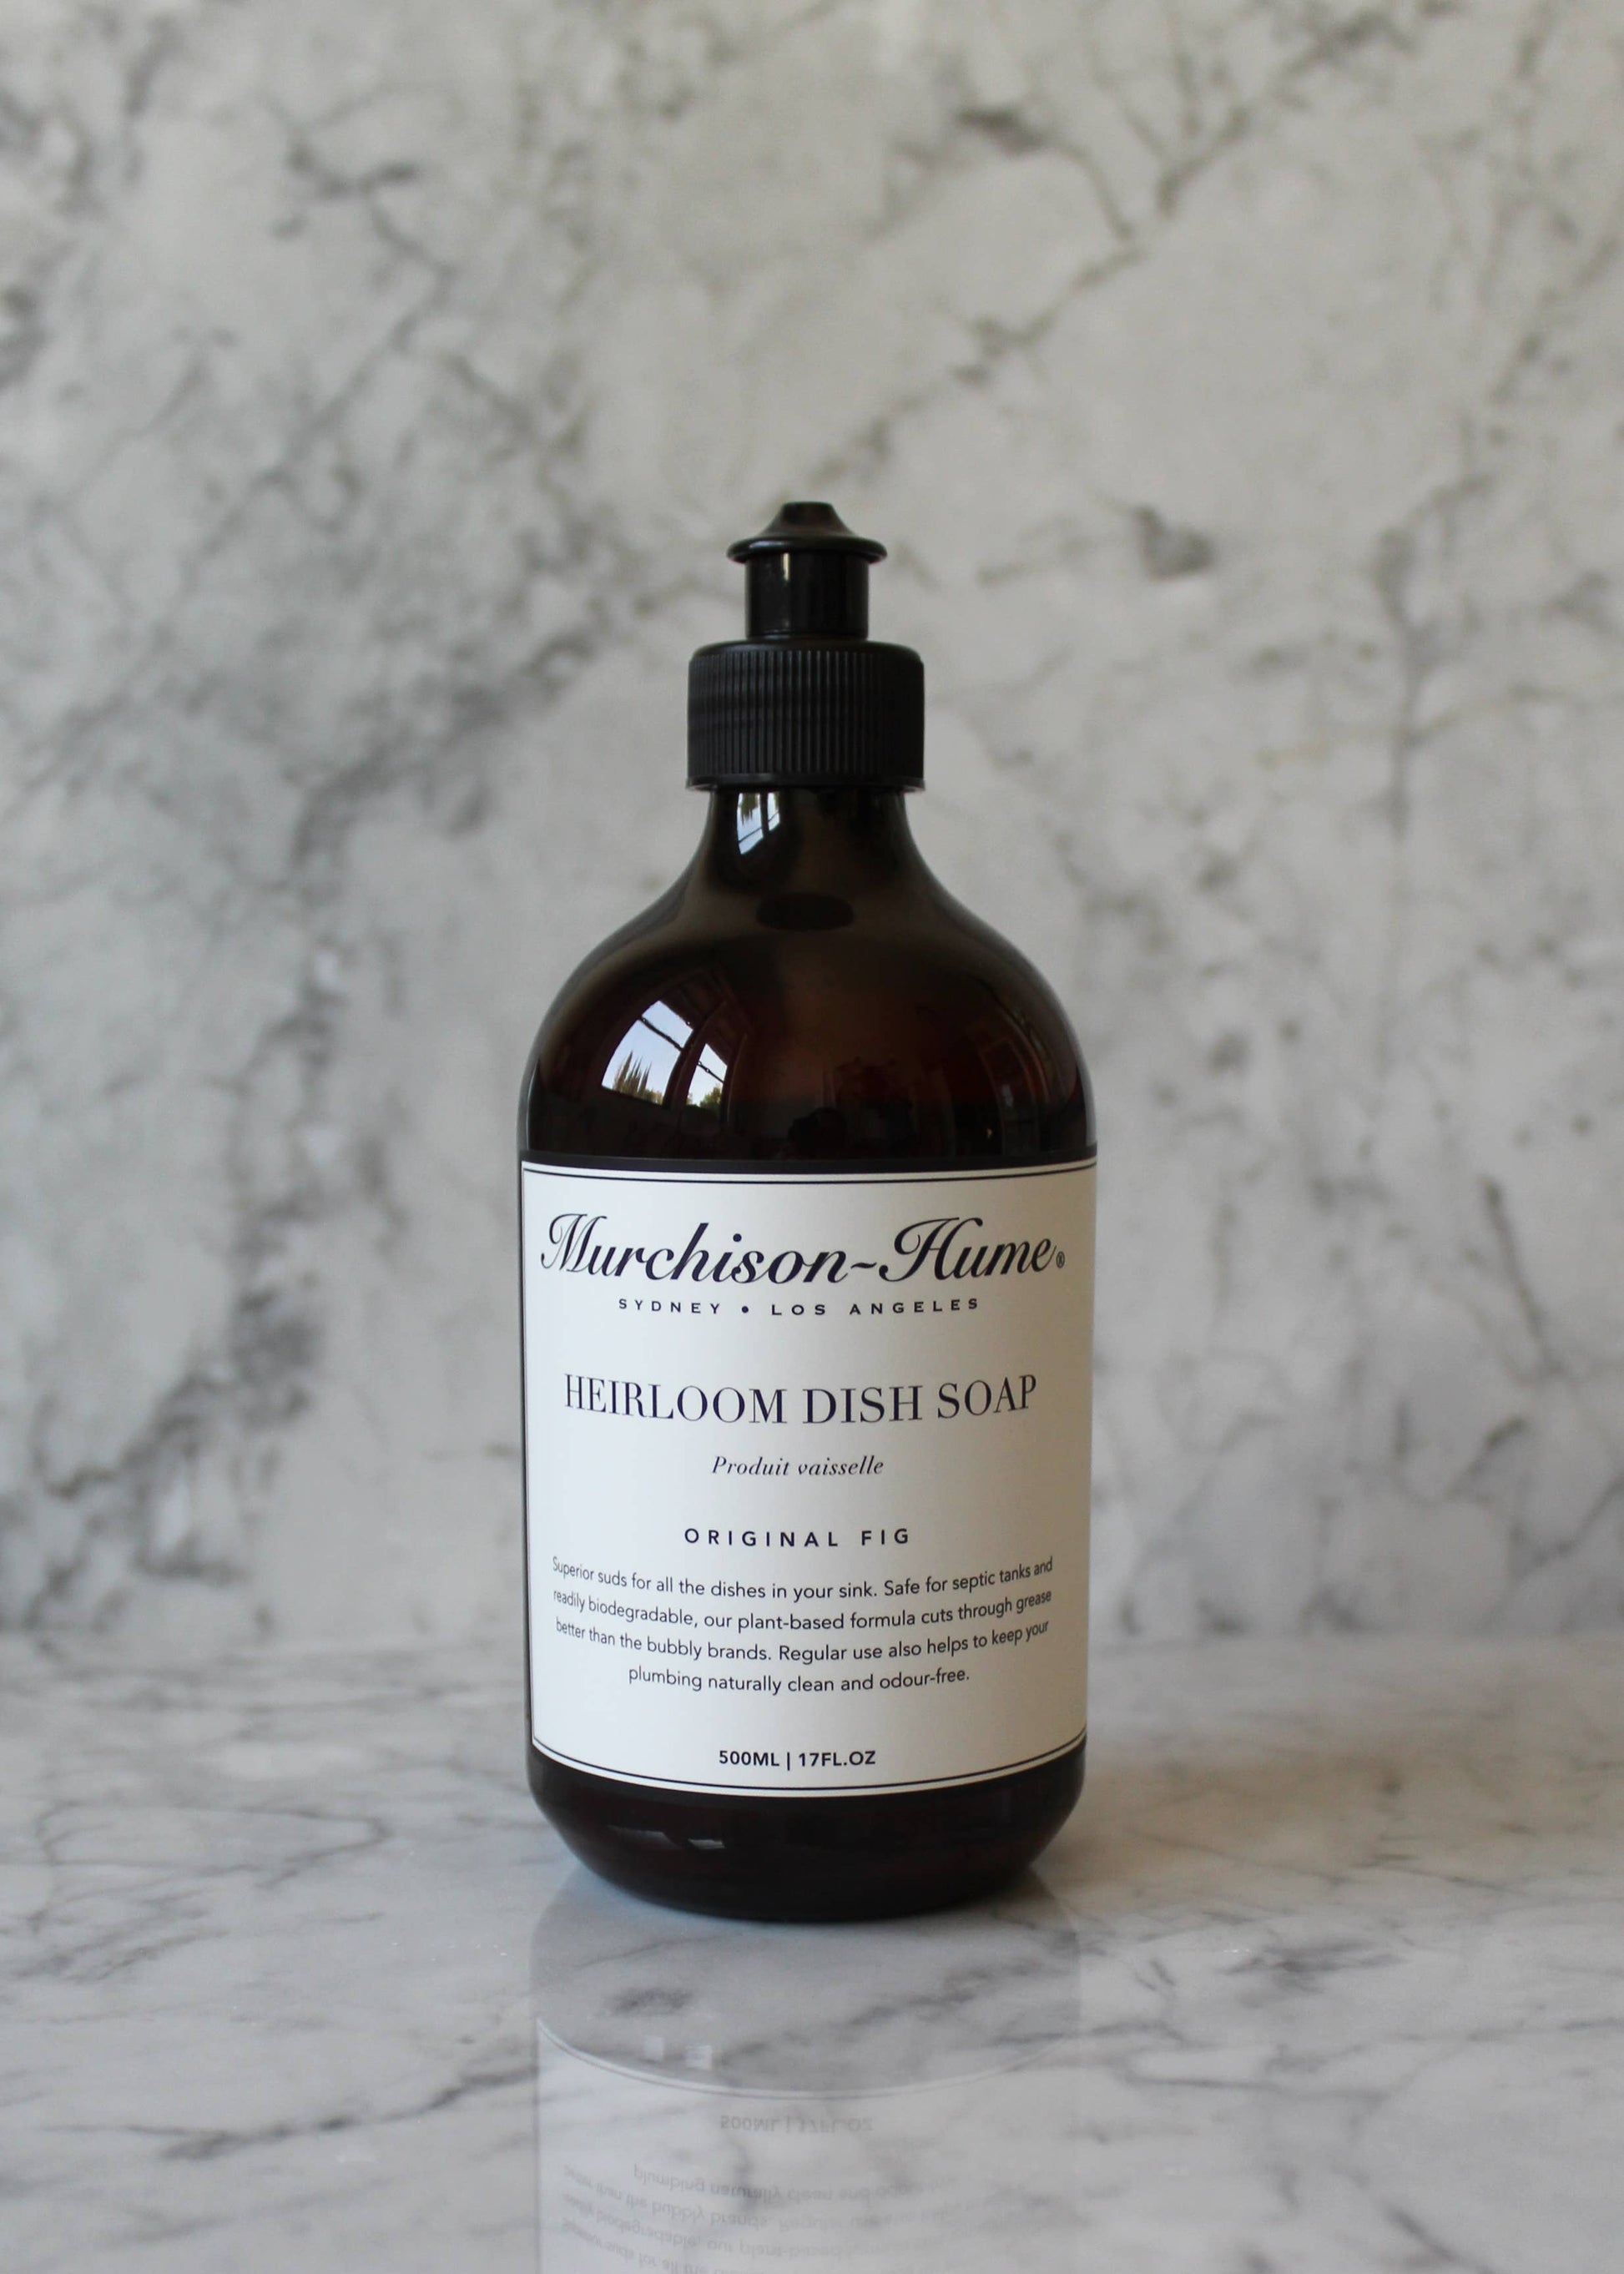 Murchison-Hume®
SYDNEY • LOS ANGELES
HEIRLOOM DISH SOAP
Produit vaisselle
ORIGINAL FIG
Superior suds for all the dishes in your sink. Safe for septic tanks and
readily biodegradable, our plant-based formula cuts through grease
better than the bubbly brands. Regular use also helps to keep your
plumbing naturally clean and odour-free.
500ML | 17FL.OZ